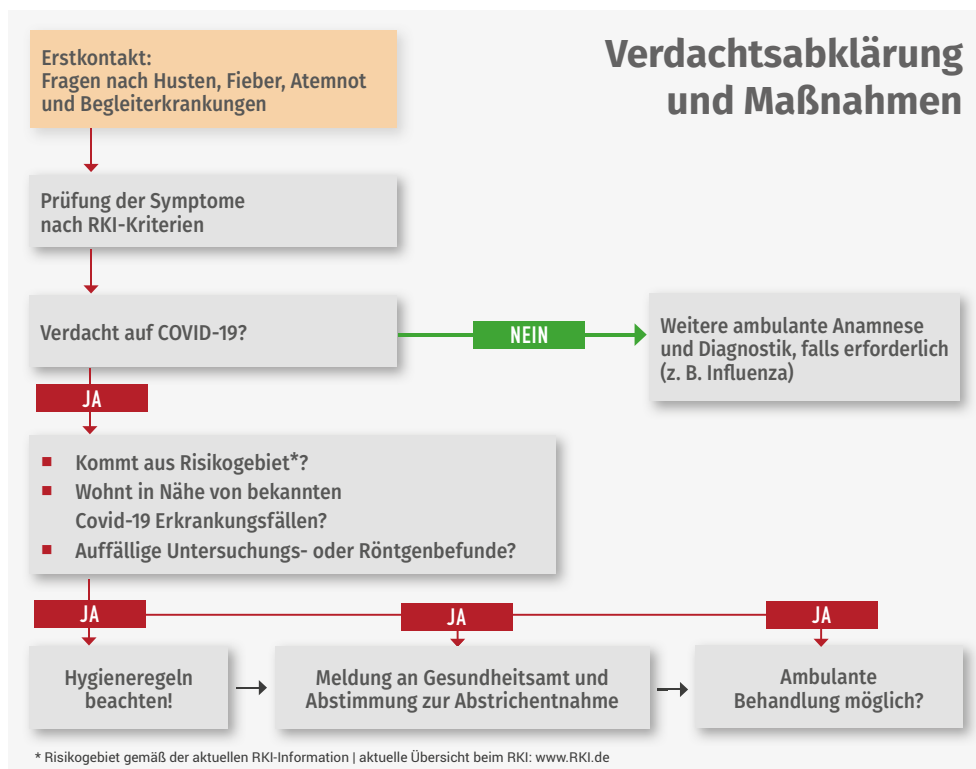 Verdachtsabklärung
und Maßnahmen
Erstkontakt:
Fragen nach Husten, Fieber, Atemnot
und Begleiterkrankungen
Prüfung der Symptome
nach RKI-Kriterien
Verdacht auf COVID-19?
NEIN
Weitere ambulante Anamnese
und Diagnostik, falls erforderlich
(z. B. Influenza)
JA
Kommt aus Risikogebiet*?
Wohnt in Nähe von bekannten
Covid-19 Erkrankungsfällen?
Auffällige Untersuchungs- oder Röntgenbefunde?
JA
JA
JA
Hygieneregeln
beachten!
Meldung an Gesundheitsamt und
Abstimmung zur Abstrichentnahme
Ambulante
Behandlung möglich?
* Risikogebiet gemäß der aktuellen RKI-Information | aktuelle Übersicht beim RKI: www.RKI.de